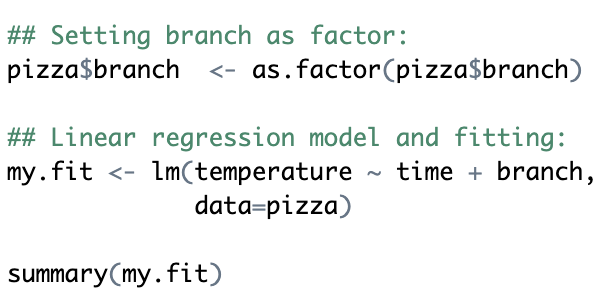 ## Setting branch as factor:
pizza$branch  <- as.factor(pizza$branch)
## Linear regression model and fitting:
my.fit <- lm(temperature ~ time + branch,
             data=pizza)
summary(my.fit)